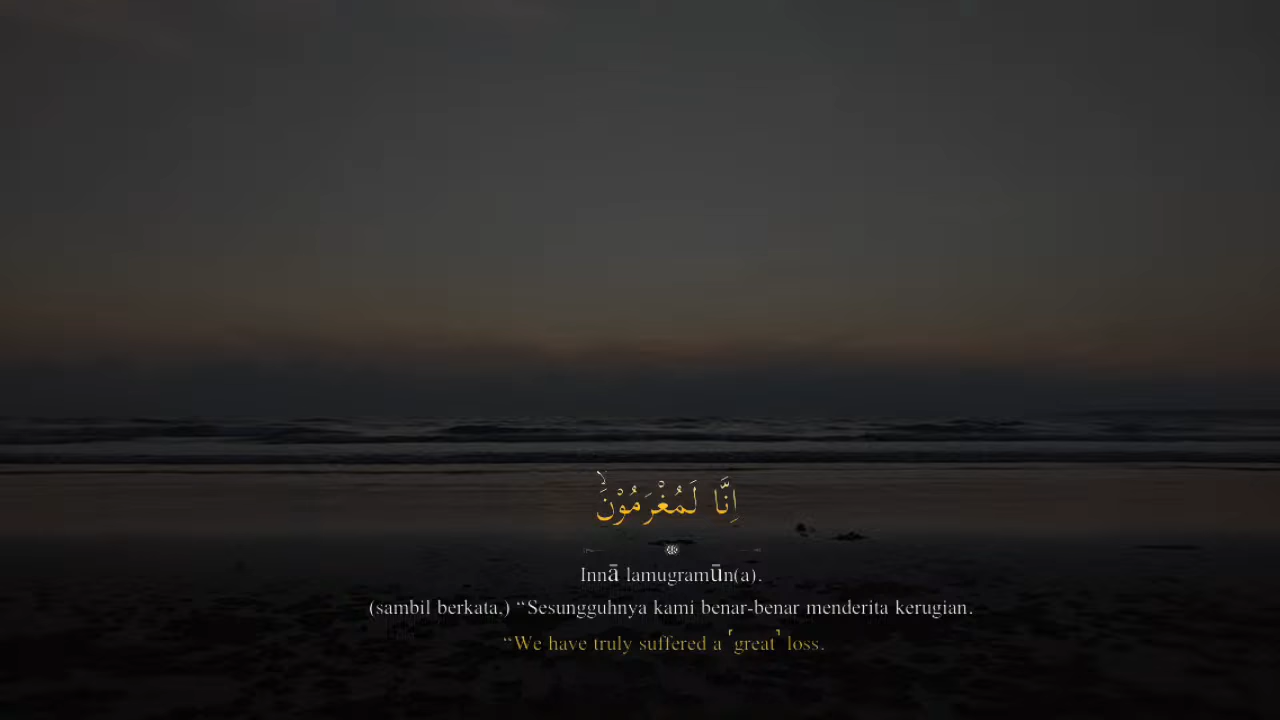 اِنَّا لَمُغْرَمُوْنَۙ
Innā lamugramūn(a).
(sambil berkata,) “Sesungguhnya kami benar-benar menderita kerugian.
“We have truly suffered a ˹great˺ loss.